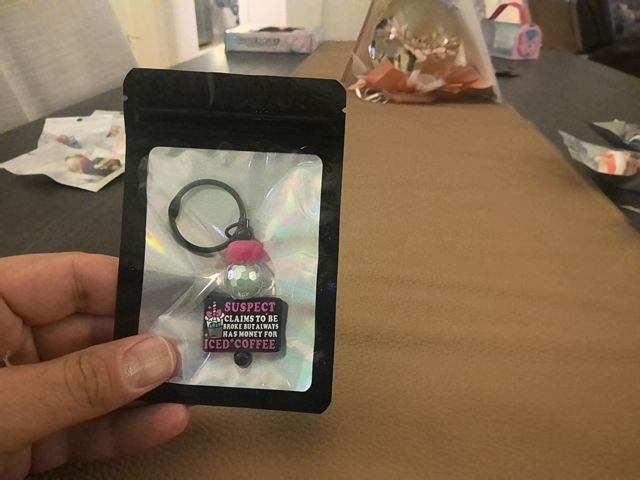 SUSPECT
CLAIMS TO BE
BROKE BUT ALWAYS
HAS MONEY FOR
ICED*COFFEE